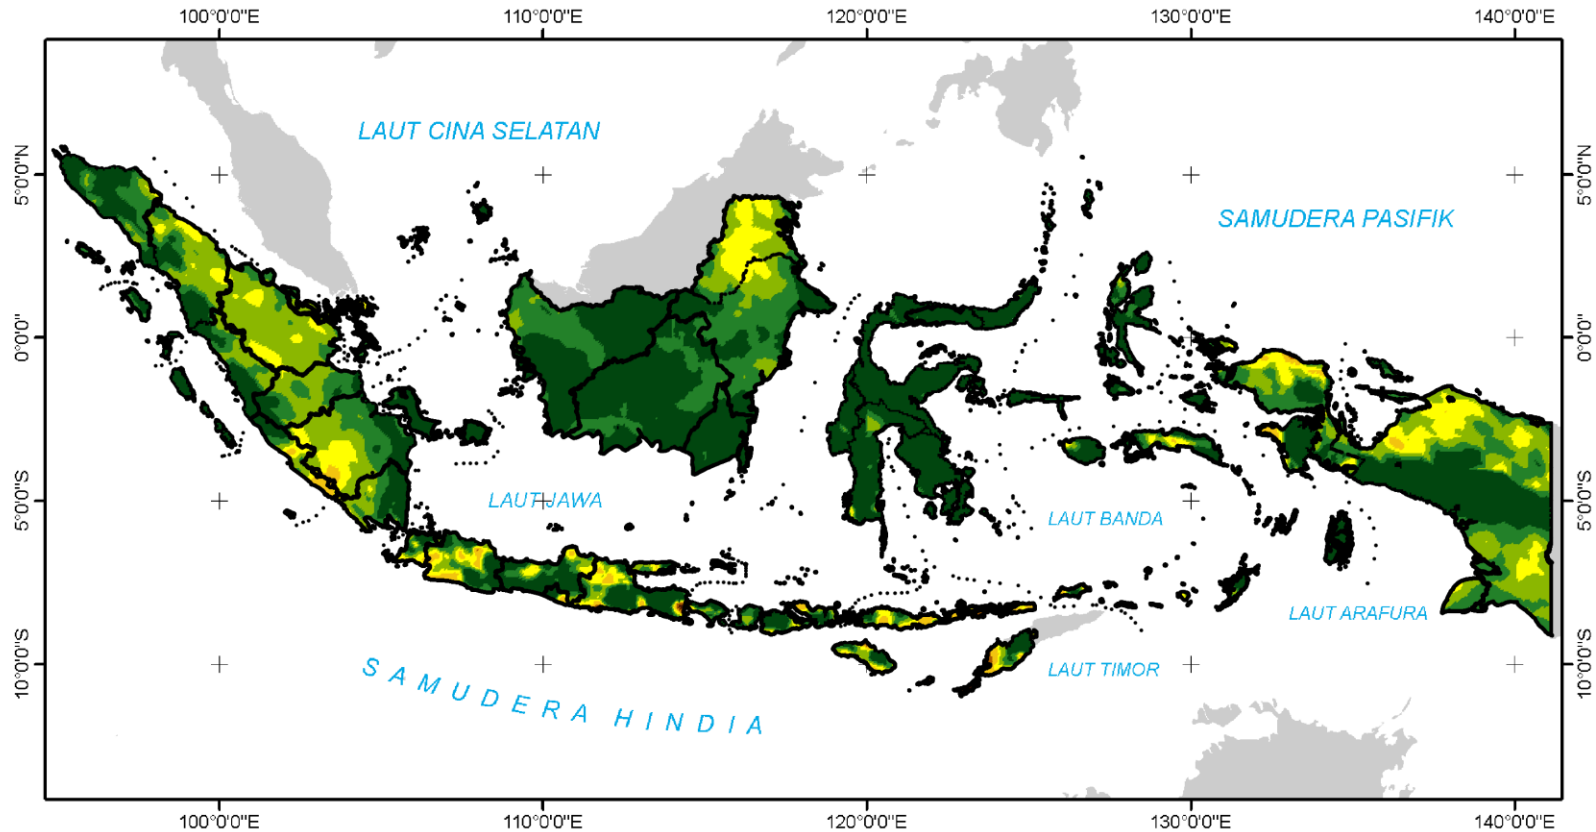 100°0'0"E 110°0'0"E 120°0'0"E 130°0'0"E 140°0'0"E
LAUT CINA SELATAN
5°0'0"N 5°0'0"N
SAMUDERA PASIFIK
0°0'0" 0°0'0"
LAUT JAWA
5°0'0"S 5°0'0"S
LAUT BANDA
LAUT ARAFURA
10°0'0"S 10°0'0"S
LAUT TIMOR
SAMUDERA HINDIA
100°0'0"E 110°0'0"E 120°0'0"E 130°0'0"E 140°0'0"E